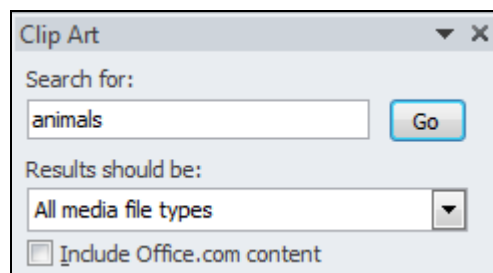 Clip Art
Search for:
animals
Go
Results should be:
All media file types
Include Office.com content